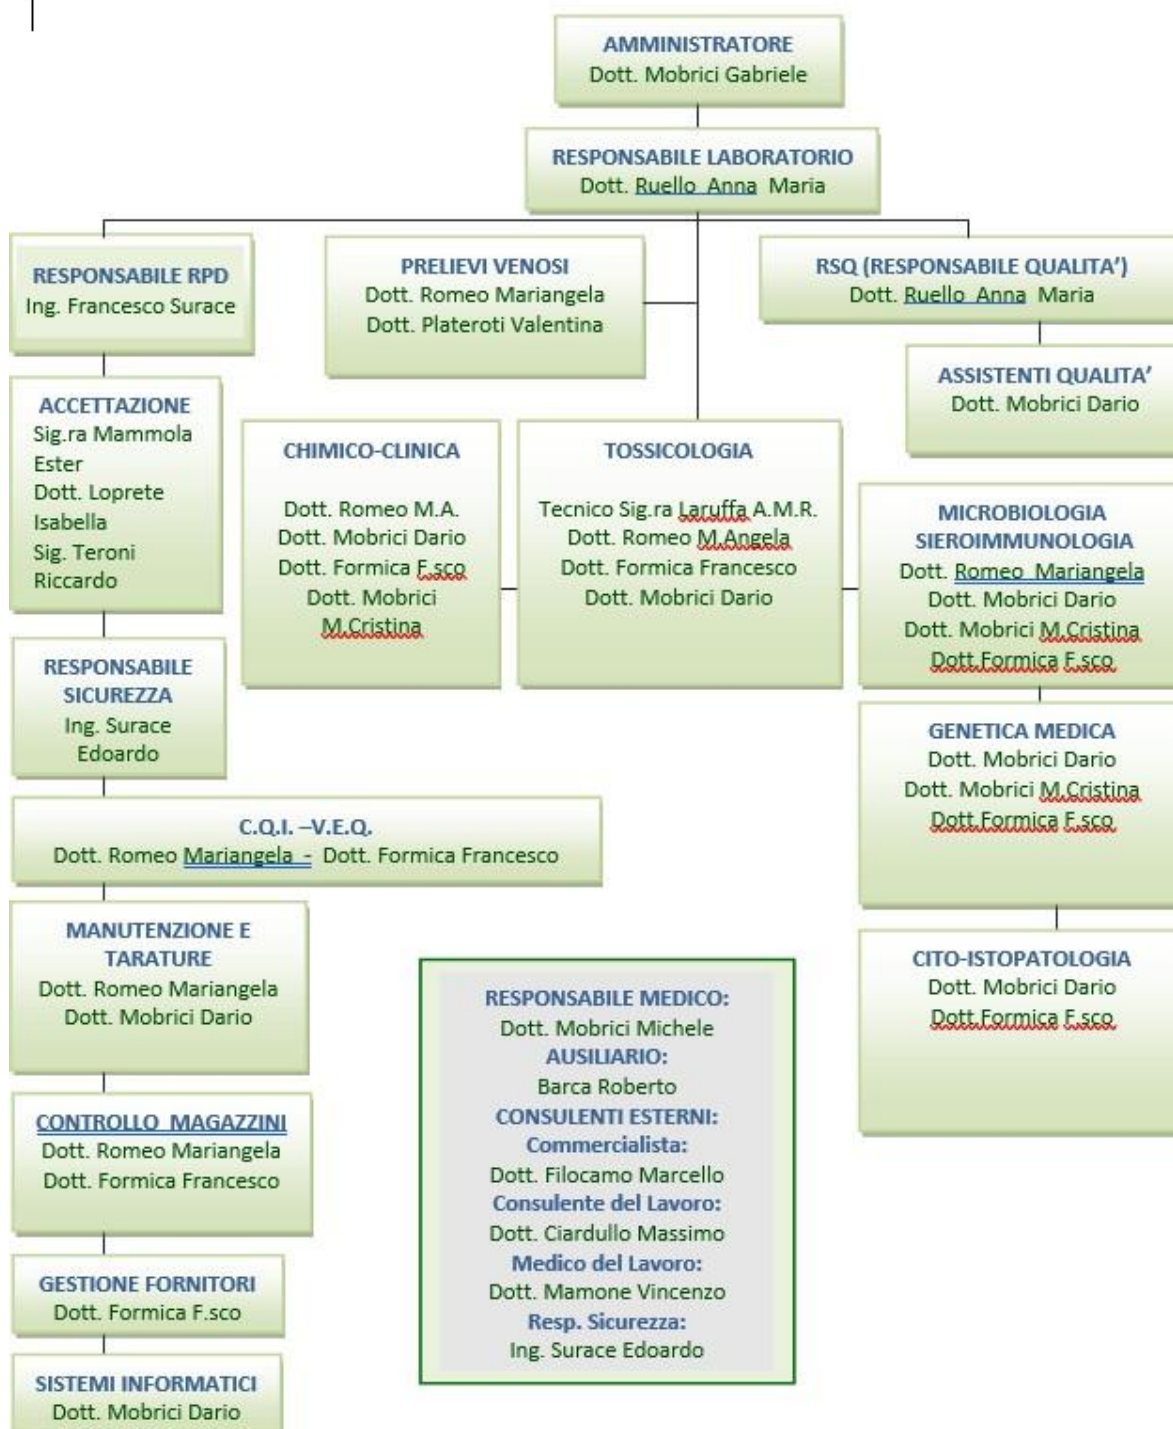 AMMINISTRATORE
Dott. Mobrici Gabriele
RESPONSABILE LABORATORIO
Dott. Ruello Anna Maria
RESPONSABILE RPD
Ing. Francesco Surace
PRELIEVI VENOSI
Dott. Romeo Mariangela
Dott. Plateroti Valentina
RSQ (RESPONSABILE QUALITA’)
Dott. Ruello Anna Maria
ASSISTENTI QUALITA’
Dott. Mobrici Dario
ACCETTAZIONE
Sig.ra Mammola
Ester
Dott. Loprete
Isabella
Sig. Teroni
Riccardo
CHIMICO-CLINICA
Dott. Romeo M.A.
Dott. Mobrici Dario
Dott. Formica F.sco
Dott. Mobrici
M.Cristina
TOSSICOLOGIA
Tecnico Sig.ra Laruffa A.M.R.
Dott. Romeo M.Angela
Dott. Formica Francesco
Dott. Mobrici Dario
MICROBIOLOGIA
SIEROIMMUNOLOGIA
Dott. Romeo Mariangela
Dott. Mobrici Dario
Dott. Mobrici M.Cristina
Dott.Formica F.sco
RESPONSABILE
SICUREZZA
Ing. Surace
Edoardo
GENETICA MEDICA
Dott. Mobrici Dario
Dott. Mobrici M.Cristina
Dott.Formica F.sco
C.Q.I. –V.E.Q.
Dott. Romeo Mariangela - Dott. Formica Francesco
MANUTENZIONE E
TARATURE
Dott. Romeo Mariangela
Dott. Mobrici Dario
CITO-ISTOPATOLOGIA
Dott. Mobrici Dario
Dott.Formica F.sco
CONTROLLO MAGAZZINI
Dott. Romeo Mariangela
Dott. Formica Francesco
GESTIONE FORNITORI
Dott. Formica F.sco
SISTEMI INFORMATICI
Dott. Mobrici Dario
RESPONSABILE MEDICO:
Dott. Mobrici Michele
AUSILIARIO:
Barca Roberto
CONSULENTI ESTERNI:
Commercialista:
Dott. Filocamo Marcello
Consulente del Lavoro:
Dott. Ciardullo Massimo
Medico del Lavoro:
Dott. Mamone Vincenzo
Resp. Sicurezza:
Ing. Surace Edoardo